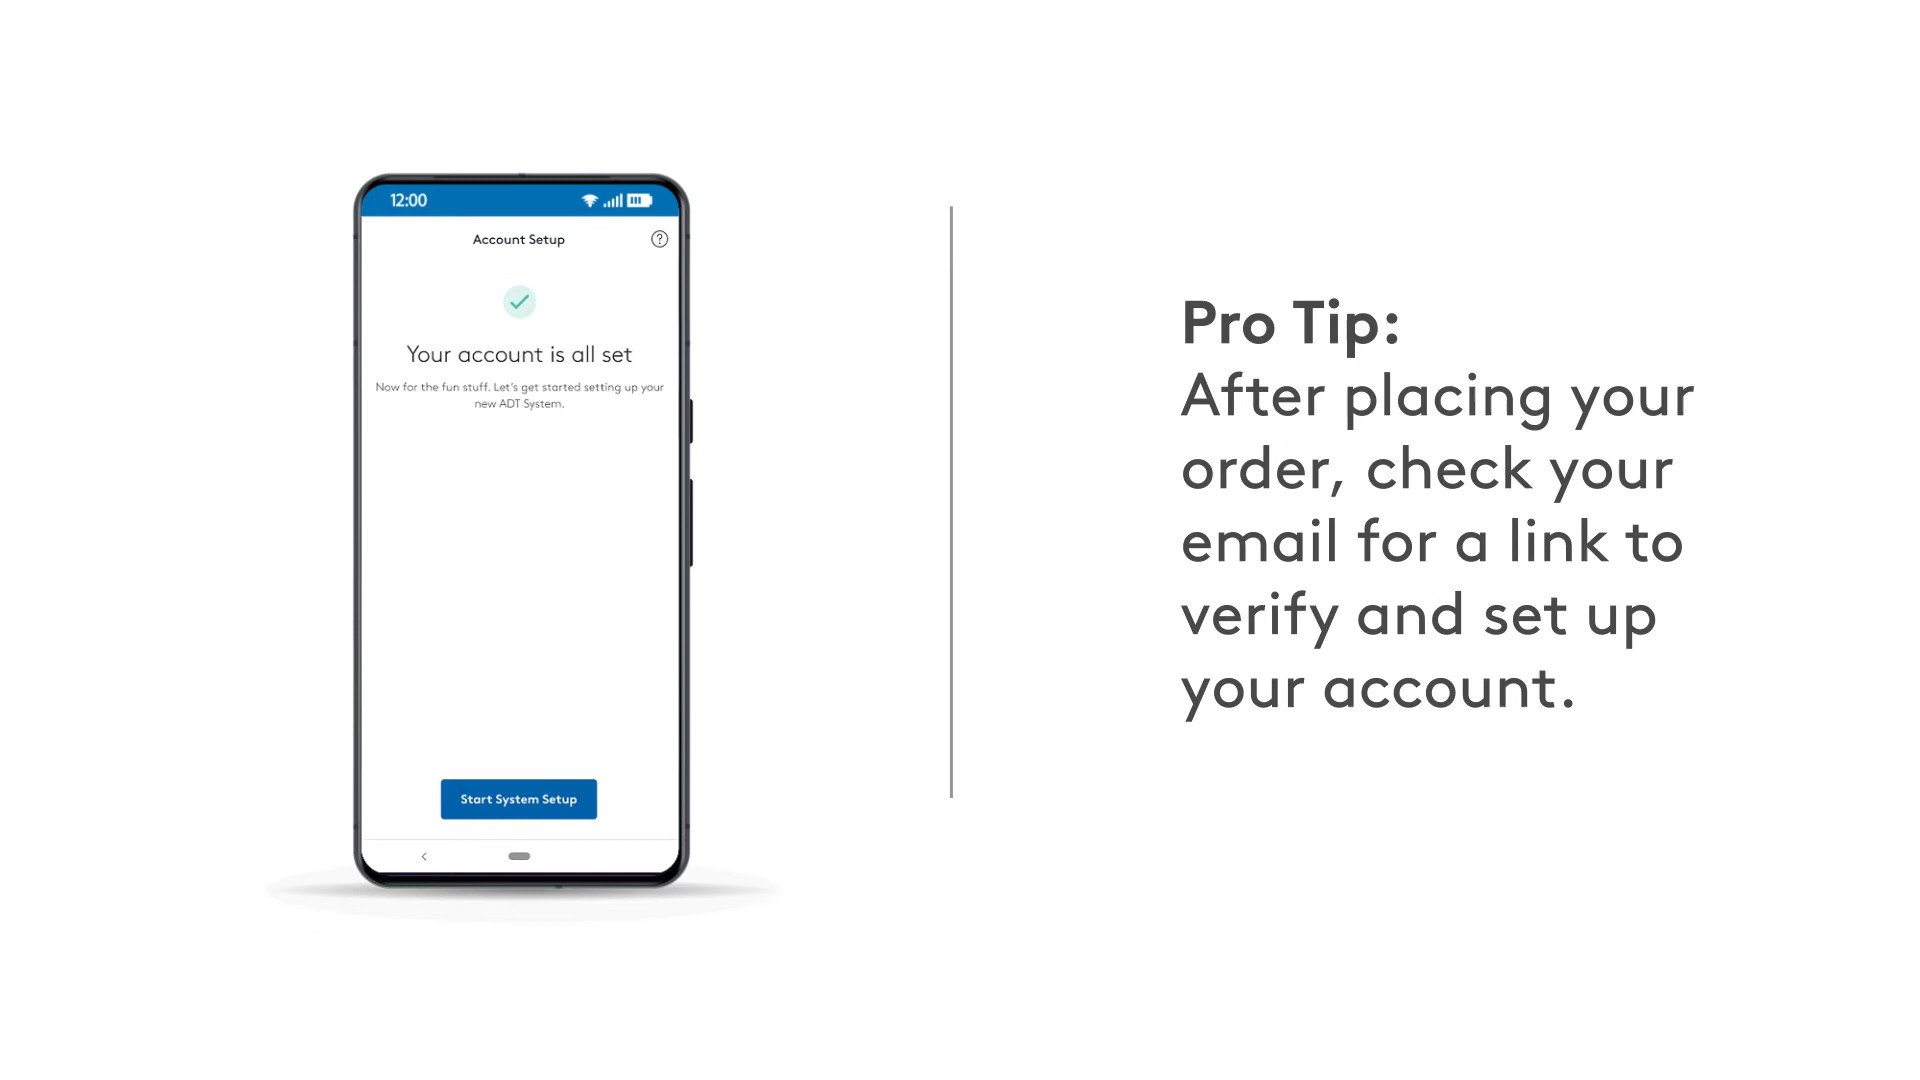 12:00
Account Setup
Your account is all set
Now for the fun stuff. Let's get started setting up your
new ADT System.
Start System Setup
Pro Tip:
After placing your
order, check your
email for a link to
verify and set up
your account.